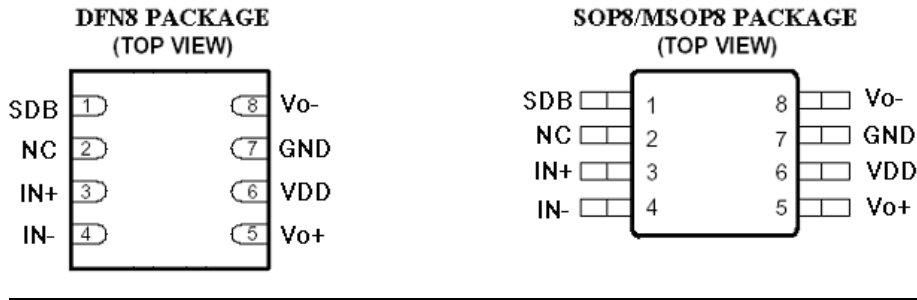 DFN8 PACKAGE
(TOP VIEW)
SDB 1 8 Vo-
NC 2 7 GND
IN+ 3 6 VDD
IN- 4 5 Vo+
SOP8/MSOP8 PACKAGE
(TOP VIEW)
SDB 1 8 Vo-
NC 2 7 GND
IN+ 3 6 VDD
IN- 4 5 Vo+